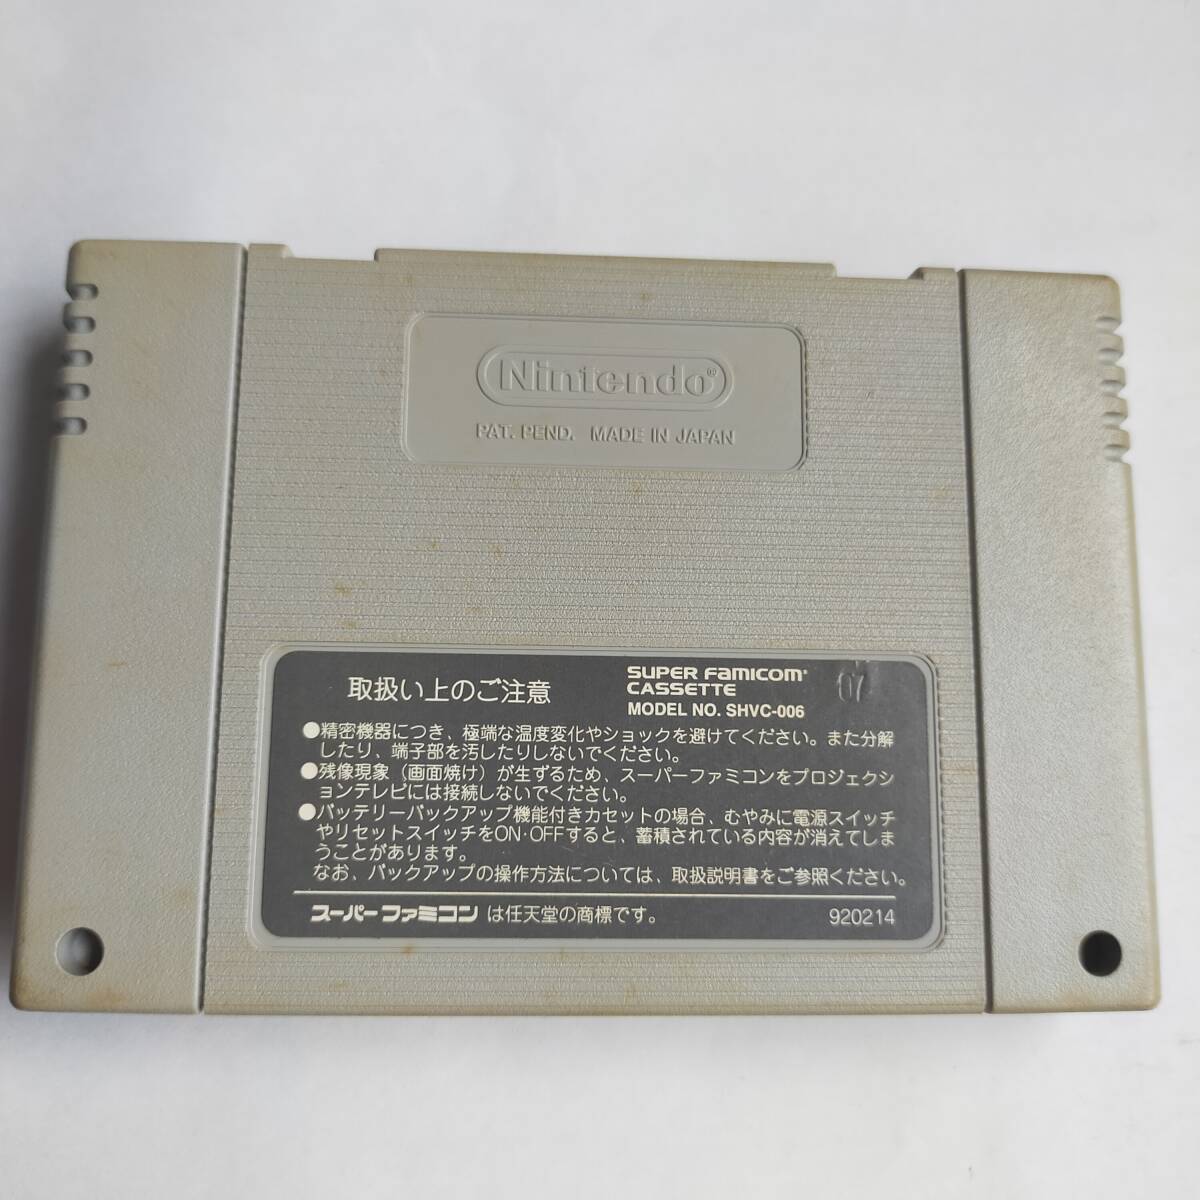 Nintendo®
PAT. PEND. MADE IN JAPAN
取扱い上のご注意
SUPER FAMICOM®
CASSETTE
MODEL NO. SHVC-006
07
●精密機器につき、極端な温度変化やショックを避けてください。また分解
したり、端子部を汚したりしないでください。
●残像現象（画面焼け）が生ずるため、スーパーファミコンをプロジェクシ
ョンテレビには接続しないでください。
●バッテリーバックアップ機能付きカセットの場合、むやみに電源スイッチ
やリセットスイッチをON・OFFすると、蓄積されている内容が消えてしま
うことがあります。
なお、バックアップの操作方法については、取扱説明書をご参照ください。
スーパーファミコンは任天堂の商標です。
920214